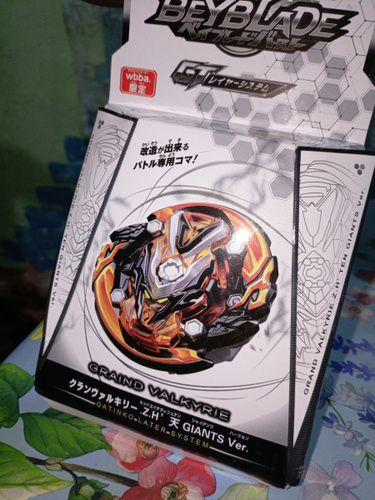 BEYBLADE
ベイブレードバースト
wbba.
限定
GT レイヤーシステム
改造が出来る
バトル専用コマ!
GRAIND VALKYRIE
グランヴァルキリー .Z.H' 天 GIANTS Ver.
GATINKO LATER SYSTEM
GRAND VALKYRIE Z H' TEN GIANTS Ver.